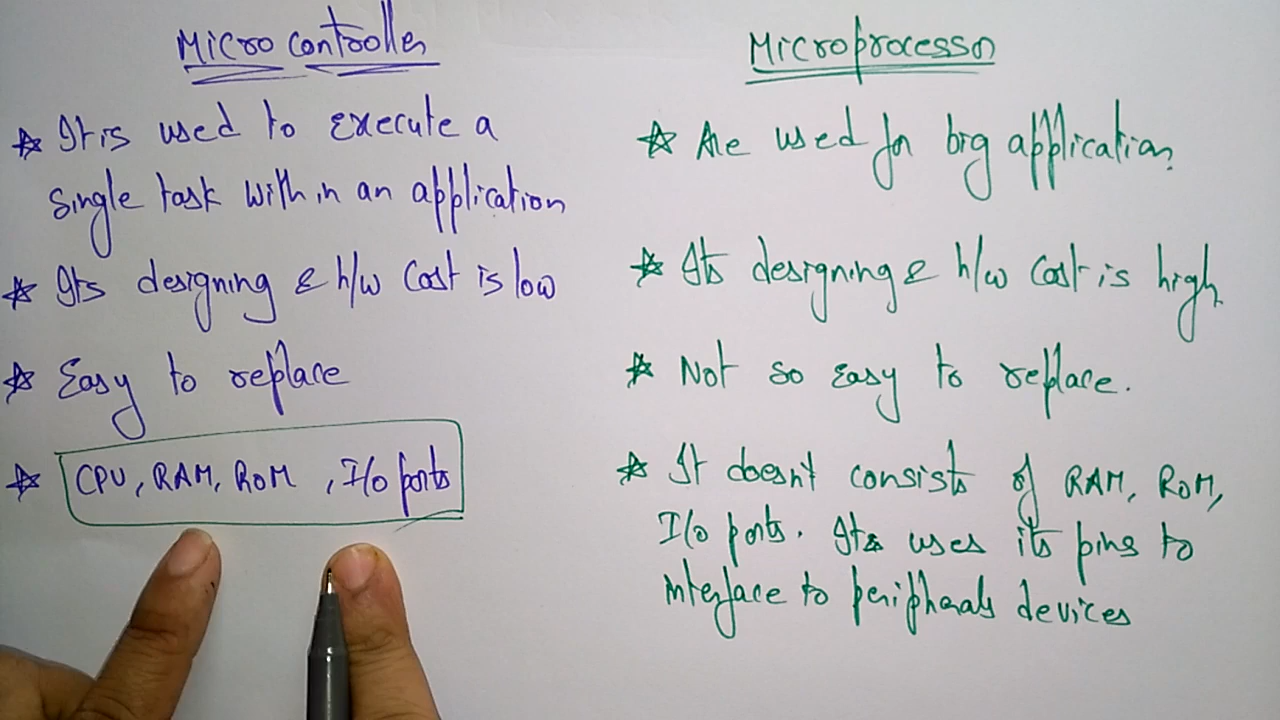 Micro controller
☆ It is used to execute a
single task with in an application
☆ Its designing & h/w Cost is low
☆ Easy to replace
☆ CPU, RAM, ROM , I/o ports
Microprocessor
☆ Are used for big application.
☆ Its designing & h/w Cost is high
☆ Not so easy to replace.
☆ It doesn't consists of RAM, ROM,
I/o ports. Its uses its pins to
interface to peripherals devices